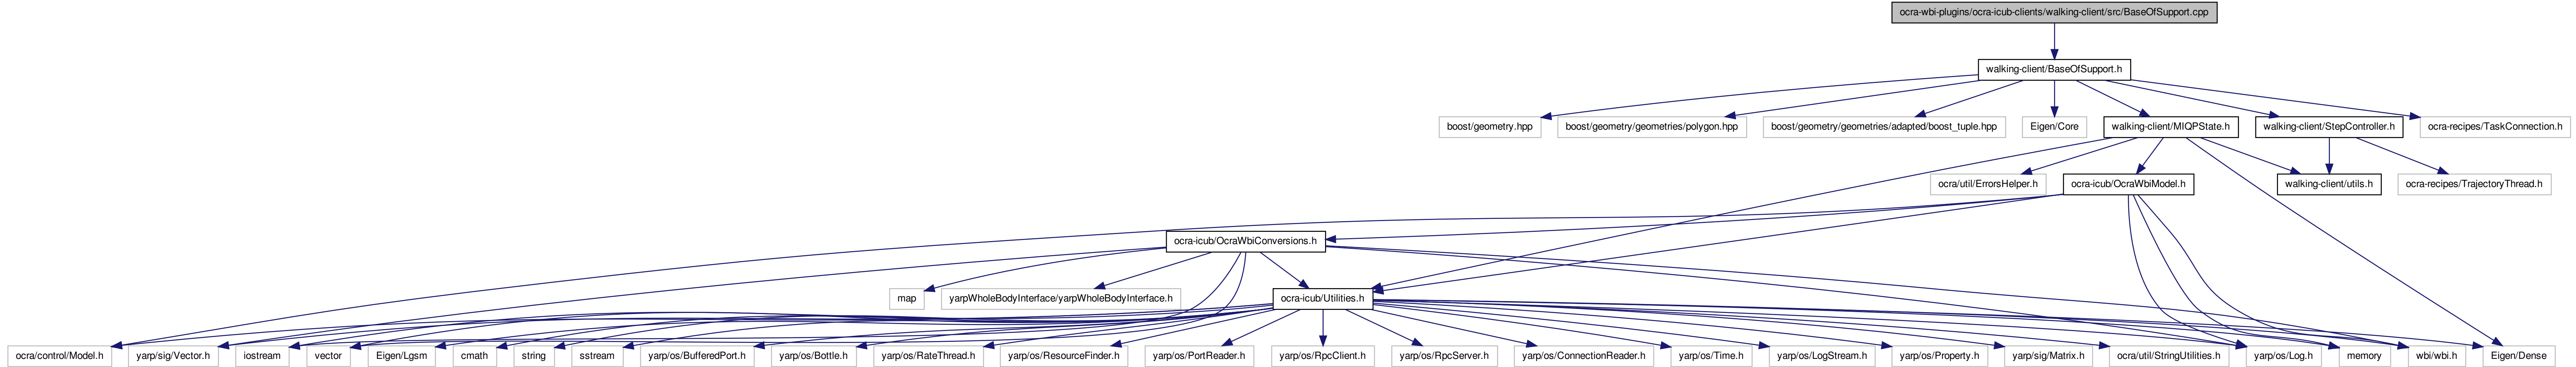 ocra-wbi-plugins/ocra-icub-clients/walking-client/src/BaseOfSupport.cpp
walking-client/BaseOfSupport.h
boost/geometry.hpp
boost/geometry/geometries/polygon.hpp
boost/geometry/geometries/adapted/boost_tuple.hpp
Eigen/Core
walking-client/MIQPState.h
walking-client/StepController.h
ocra-recipes/TaskConnection.h
ocra/util/ErrorsHelper.h
ocra-icub/OcraWbiModel.h
walking-client/utils.h
ocra-recipes/TrajectoryThread.h
ocra-icub/OcraWbiConversions.h
map
yarpWholeBodyInterface/yarpWholeBodyInterface.h
ocra-icub/Utilities.h
ocra/control/Model.h
yarp/sig/Vector.h
iostream
vector
Eigen/Lgsm
cmath
string
sstream
yarp/os/BufferedPort.h
yarp/os/Bottle.h
yarp/os/RateThread.h
yarp/os/ResourceFinder.h
yarp/os/PortReader.h
yarp/os/RpcClient.h
yarp/os/RpcServer.h
yarp/os/ConnectionReader.h
yarp/os/Time.h
yarp/os/LogStream.h
yarp/os/Property.h
yarp/sig/Matrix.h
ocra/util/StringUtilities.h
yarp/os/Log.h
memory
wbi/wbi.h
Eigen/Dense